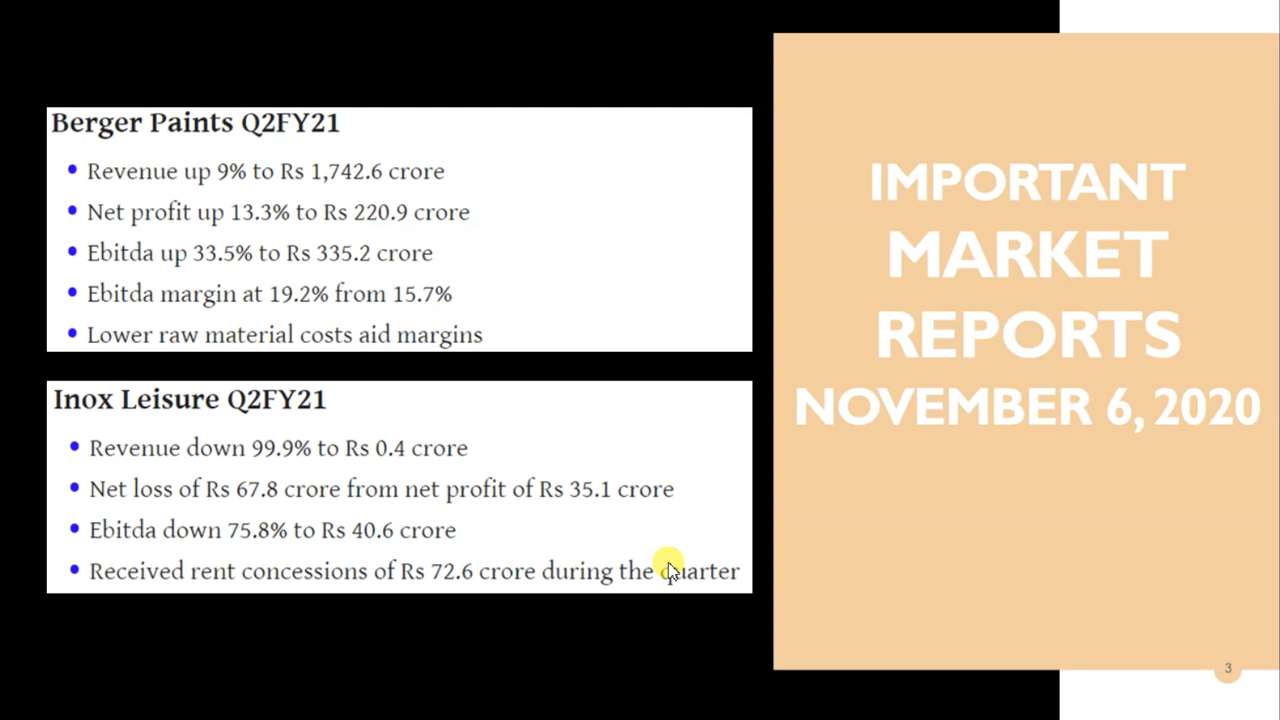 Berger Paints Q2FY21
• Revenue up 9% to Rs 1,742.6 crore
• Net profit up 13.3% to Rs 220.9 crore
• Ebitda up 33.5% to Rs 335.2 crore
• Ebitda margin at 19.2% from 15.7%
• Lower raw material costs aid margins
Inox Leisure Q2FY21
• Revenue down 99.9% to Rs 0.4 crore
• Net loss of Rs 67.8 crore from net profit of Rs 35.1 crore
• Ebitda down 75.8% to Rs 40.6 crore
• Received rent concessions of Rs 72.6 crore during the quarter
IMPORTANT
MARKET
REPORTS
NOVEMBER 6, 2020
3